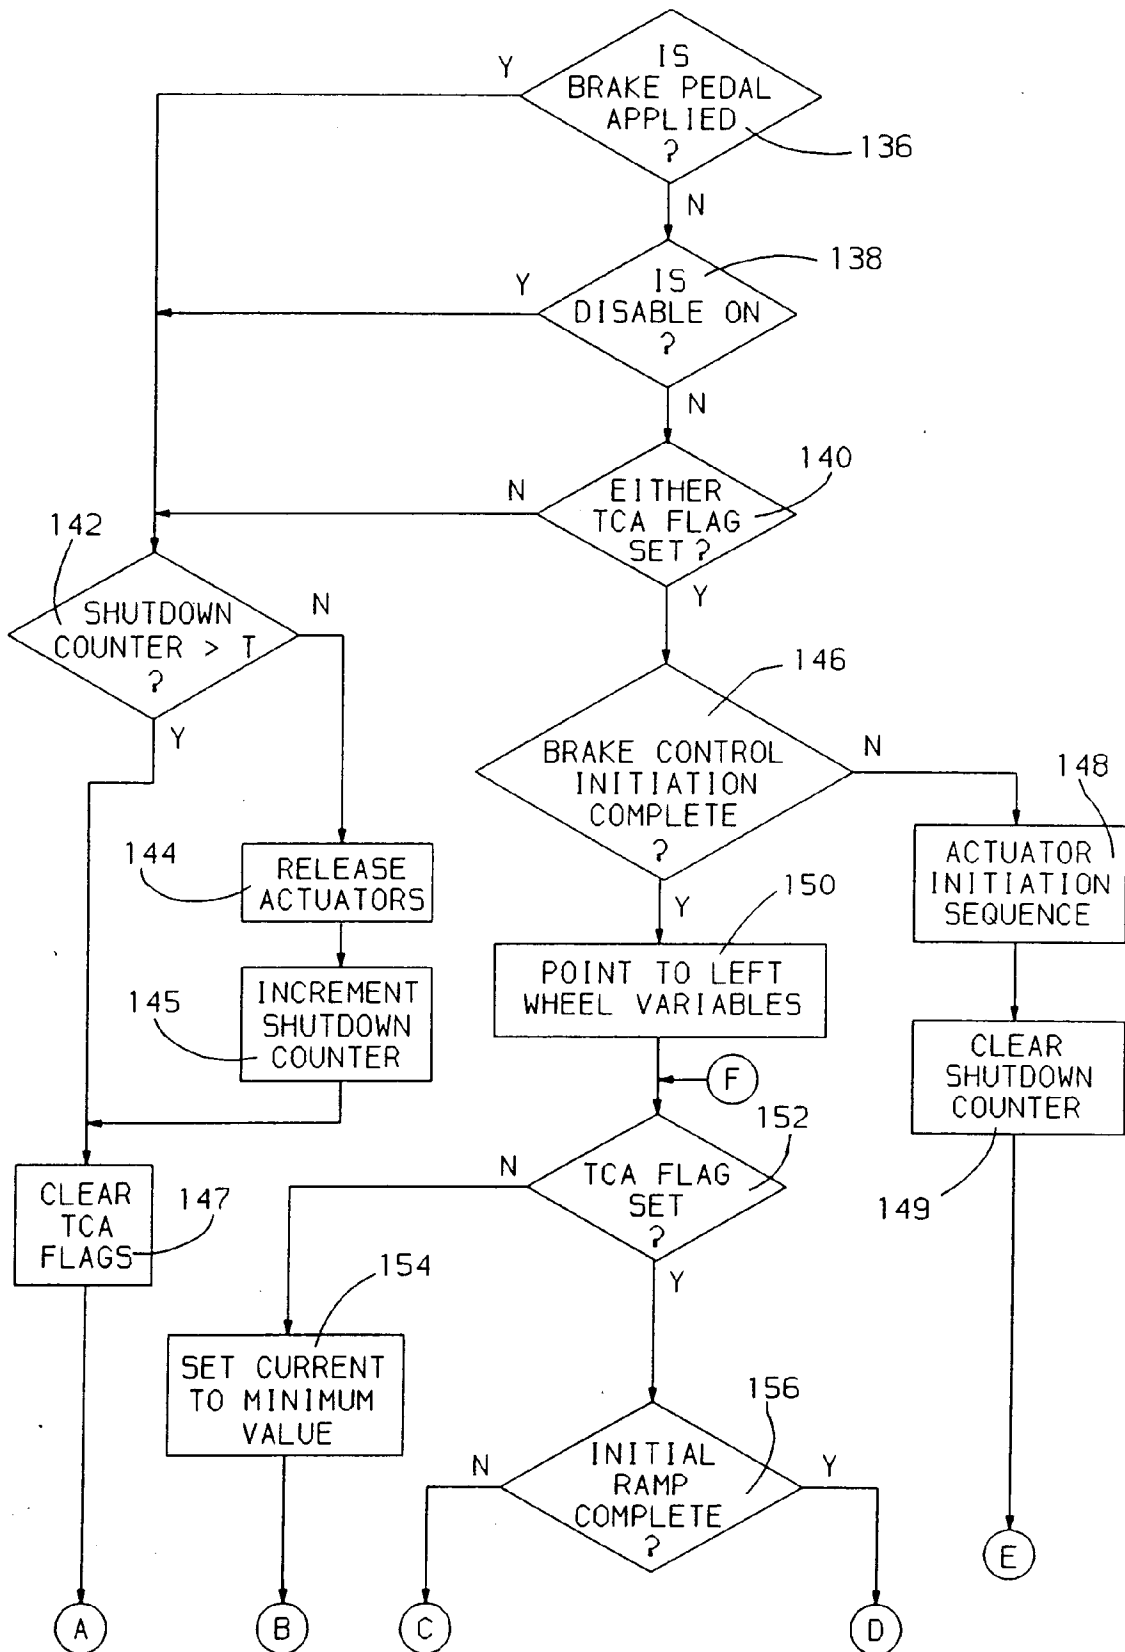 IS
BRAKE PEDAL
APPLIED
?
Y
136
N
IS
DISABLE ON
?
138
Y
N
EITHER
TCA FLAG
SET ?
140
N
Y
142
SHUTDOWN
COUNTER > T
?
N
Y
146
BRAKE CONTROL
INITIATION
COMPLETE
?
N
Y
148
ACTUATOR
INITIATION
SEQUENCE
144
RELEASE
ACTUATORS
150
POINT TO LEFT
WHEEL VARIABLES
145
INCREMENT
SHUTDOWN
COUNTER
CLEAR
SHUTDOWN
COUNTER
149
F
152
TCA FLAG
SET
?
N
Y
CLEAR
TCA
FLAGS
147
154
SET CURRENT
TO MINIMUM
VALUE
156
INITIAL
RAMP
COMPLETE
?
N
Y
E
A
B
C
D